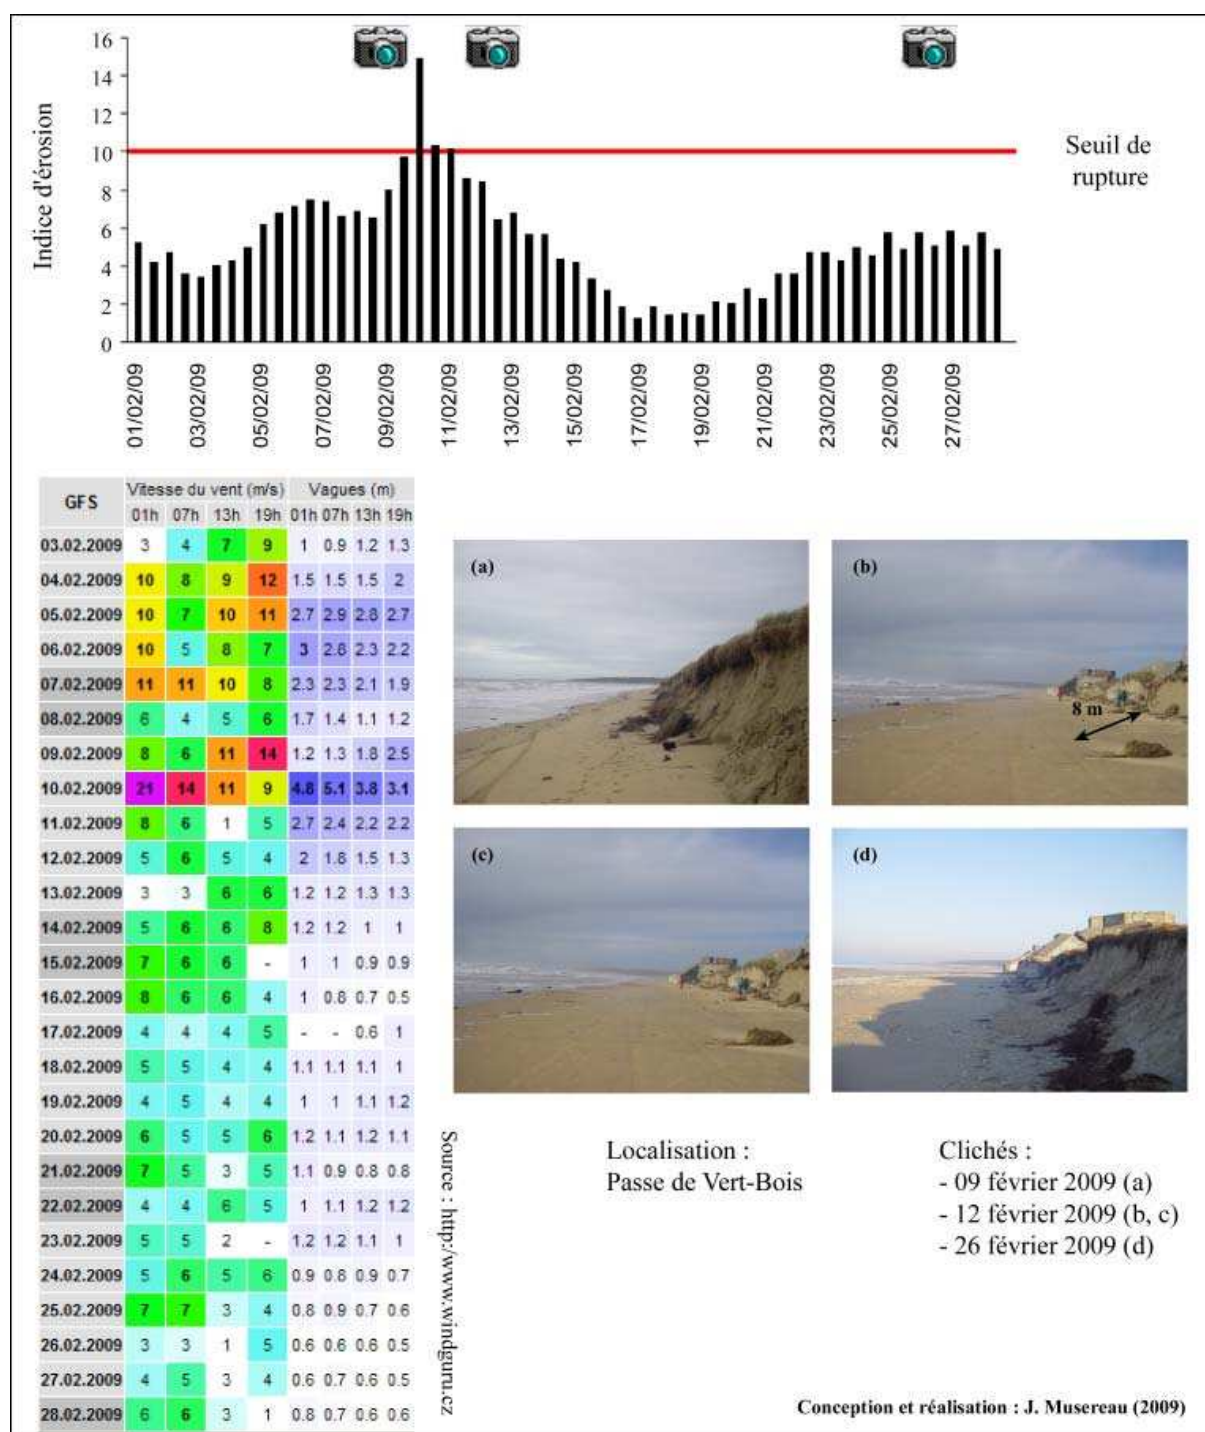 16
14
12
10
8
6
4
2
0
Indice d'érosion
Seuil de
rupture
01/02/09 03/02/09 05/02/09 07/02/09 09/02/09 11/02/09 13/02/09 15/02/09 17/02/09 19/02/09 21/02/09 23/02/09 25/02/09 27/02/09
GFS Vitesse du vent (m/s) Vagues (m)
01h 07h 13h 19h 01h 07h 13h 19h
03.02.2009 3 4 7 9 1 0.9 1.2 1.3
04.02.2009 10 8 9 12 1.5 1.5 1.5 2
05.02.2009 10 7 10 11 2.7 2.9 2.8 2.7
06.02.2009 10 5 8 7 3 2.6 2.3 2.2
07.02.2009 11 11 10 8 2.3 2.3 2.1 1.9
08.02.2009 6 4 5 6 1.7 1.4 1.1 1.2
09.02.2009 8 6 11 14 1.2 1.3 1.8 2.5
10.02.2009 21 14 11 9 4.8 5.1 3.8 3.1
11.02.2009 8 6 1 5 2.7 2.4 2.2 2.2
12.02.2009 5 6 5 4 2 1.8 1.5 1.3
13.02.2009 3 3 6 6 1.2 1.2 1.3 1.3
14.02.2009 5 6 6 8 1.2 1.2 1 1
15.02.2009 7 6 6 - 1 1 0.9 0.9
16.02.2009 8 6 6 4 1 0.8 0.7 0.5
17.02.2009 4 4 4 5 - - 0.6 1
18.02.2009 5 5 4 4 1.1 1.1 1.1 1
19.02.2009 4 5 4 4 1 1 1.1 1.2
20.02.2009 6 5 5 6 1.2 1.1 1.2 1.1
21.02.2009 7 5 3 5 1.1 0.9 0.8 0.8
22.02.2009 4 4 6 5 1 1.1 1.2 1.2
23.02.2009 5 5 2 - 1.2 1.2 1.1 1
24.02.2009 5 6 5 6 0.9 0.8 0.9 0.7
25.02.2009 7 7 3 4 0.8 0.9 0.7 0.6
26.02.2009 3 3 1 5 0.6 0.6 0.6 0.5
27.02.2009 4 5 3 4 0.6 0.7 0.6 0.5
28.02.2009 6 6 3 1 0.8 0.7 0.6 0.6
Source : http:/www.windguru.cz
(a)
(b)
8 m
(c)
(d)
Localisation :
Passe de Vert-Bois
Clichés :
- 09 février 2009 (a)
- 12 février 2009 (b, c)
- 26 février 2009 (d)
Conception et réalisation : J. Musereau (2009)